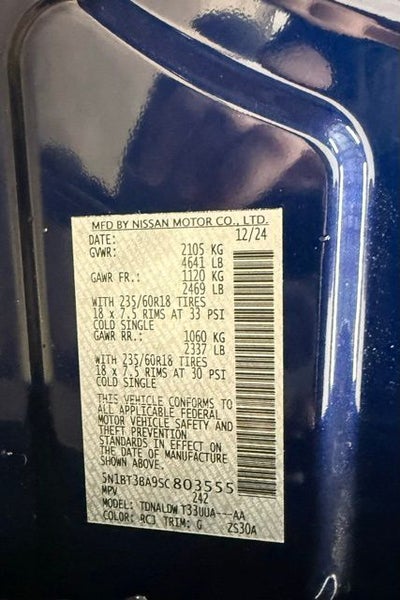 MFD BY NISSAN MOTOR CO., LTD.
DATE: 12/24
GVWR: 2105 KG
4641 LB
GAWR FR.: 1120 KG
2469 LB
WITH 235/60R18 TIRES
18 x 7.5 RIMS AT 33 PSI
COLD SINGLE
GAWR RR.: 1060 KG
2337 LB
WITH 235/60R18 TIRES
18 x 7.5 RIMS AT 30 PSI
COLD SINGLE
THIS VEHICLE CONFORMS TO
ALL APPLICABLE FEDERAL
MOTOR VEHICLE SAFETY AND
THEFT PREVENTION
STANDARDS IN EFFECT ON
THE DATE OF MANUFACTURE
SHOWN ABOVE.
5N1BT3BA9SC803555
MPV 242
MODEL: TDNALDW T33UUA---AA
COLOR: RC3 TRIM: G 2S30A